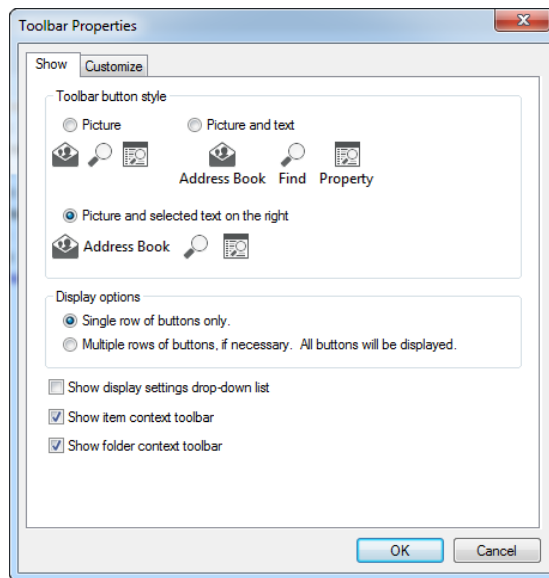 Toolbar Properties
Show Customize
Toolbar button style
Picture Picture and text
Address Book Find Property
Picture and selected text on the right
Address Book
Display options
Single row of buttons only.
Multiple rows of buttons, if necessary. All buttons will be displayed.
Show display settings drop-down list
Show item context toolbar
Show folder context toolbar
OK Cancel